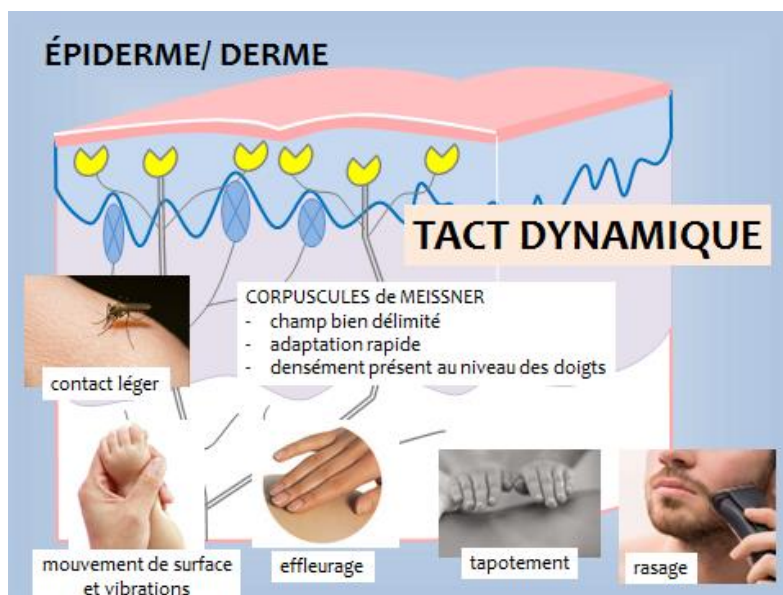 ÉPIDERME/ DERME
TACT DYNAMIQUE
CORPUSCULES de MEISSNER
- champ bien délimité
- adaptation rapide
- densément présent au niveau des doigts
contact léger
mouvement de surface
et vibrations
effleurage
tapotement
rasage